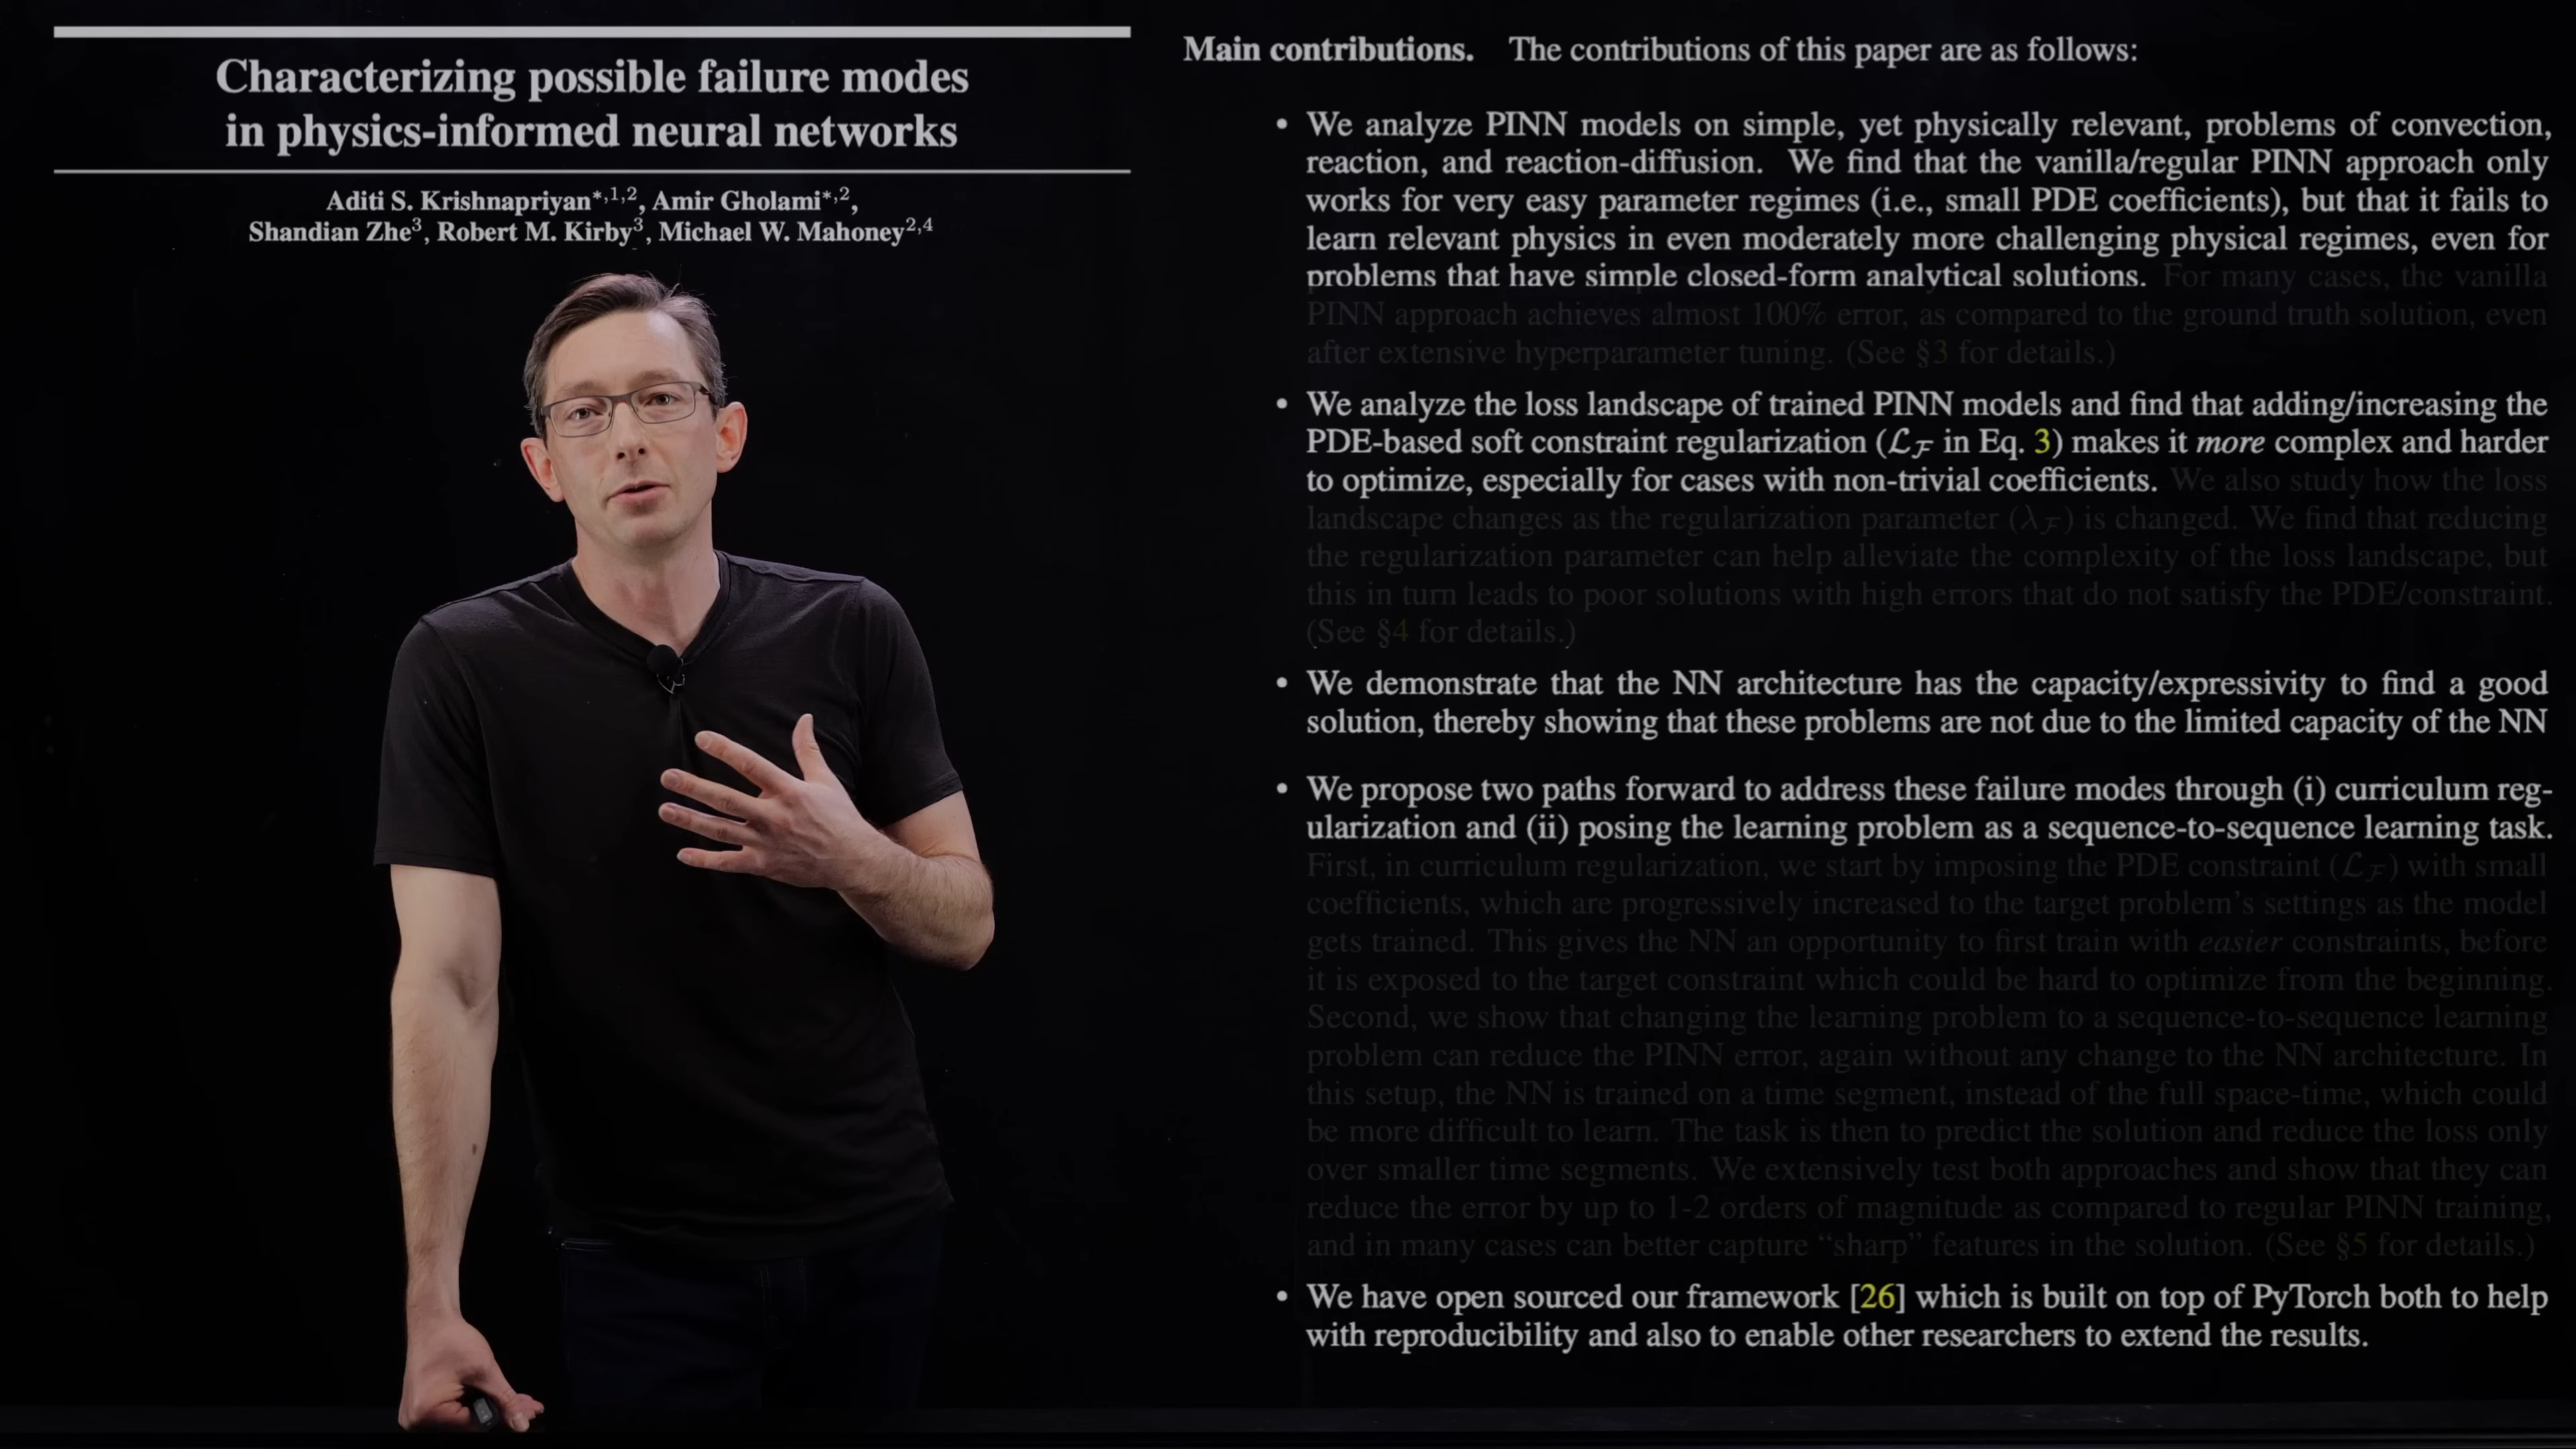 Characterizing possible failure modes
in physics-informed neural networks
Aditi S. Krishnapriyan*,1,2, Amir Gholami*,2,
Shandian Zhe3, Robert M. Kirby3, Michael W. Mahoney2,4
Main contributions. The contributions of this paper are as follows:
• We analyze PINN models on simple, yet physically relevant, problems of convection,
reaction, and reaction-diffusion. We find that the vanilla/regular PINN approach only
works for very easy parameter regimes (i.e., small PDE coefficients), but that it fails to
learn relevant physics in even moderately more challenging physical regimes, even for
problems that have simple closed-form analytical solutions. For many cases, the vanilla
PINN approach achieves almost 100% error, as compared to the ground truth solution, even
after extensive hyperparameter tuning. (See §3 for details.)
• We analyze the loss landscape of trained PINN models and find that adding/increasing the
PDE-based soft constraint regularization (ℒ_ℱ in Eq. 3) makes it more complex and harder
to optimize, especially for cases with non-trivial coefficients. We also study how the loss
landscape changes as the regularization parameter (λ_ℱ) is changed. We find that reducing
the regularization parameter can help alleviate the complexity of the loss landscape, but
this in turn leads to poor solutions with high errors that do not satisfy the PDE/constraint.
(See §4 for details.)
• We demonstrate that the NN architecture has the capacity/expressivity to find a good
solution, thereby showing that these problems are not due to the limited capacity of the NN
• We propose two paths forward to address these failure modes through (i) curriculum reg-
ularization and (ii) posing the learning problem as a sequence-to-sequence learning task.
First, in curriculum regularization, we start by imposing the PDE constraint (ℒ_ℱ) with small
coefficients, which are progressively increased to the target problem's settings as the model
gets trained. This gives the NN an opportunity to first train with easier constraints, before
it is exposed to the target constraint which could be hard to optimize from the beginning.
Second, we show that changing the learning problem to a sequence-to-sequence learning
problem can reduce the PINN error, again without any change to the NN architecture. In
this setup, the NN is trained on a time segment, instead of the full space-time, which could
be more difficult to learn. The task is then to predict the solution and reduce the loss only
over smaller time segments. We extensively test both approaches and show that they can
reduce the error by up to 1-2 orders of magnitude as compared to regular PINN training,
and in many cases can better capture “sharp” features in the solution. (See §5 for details.)
• We have open sourced our framework [26] which is built on top of PyTorch both to help
with reproducibility and also to enable other researchers to extend the results.